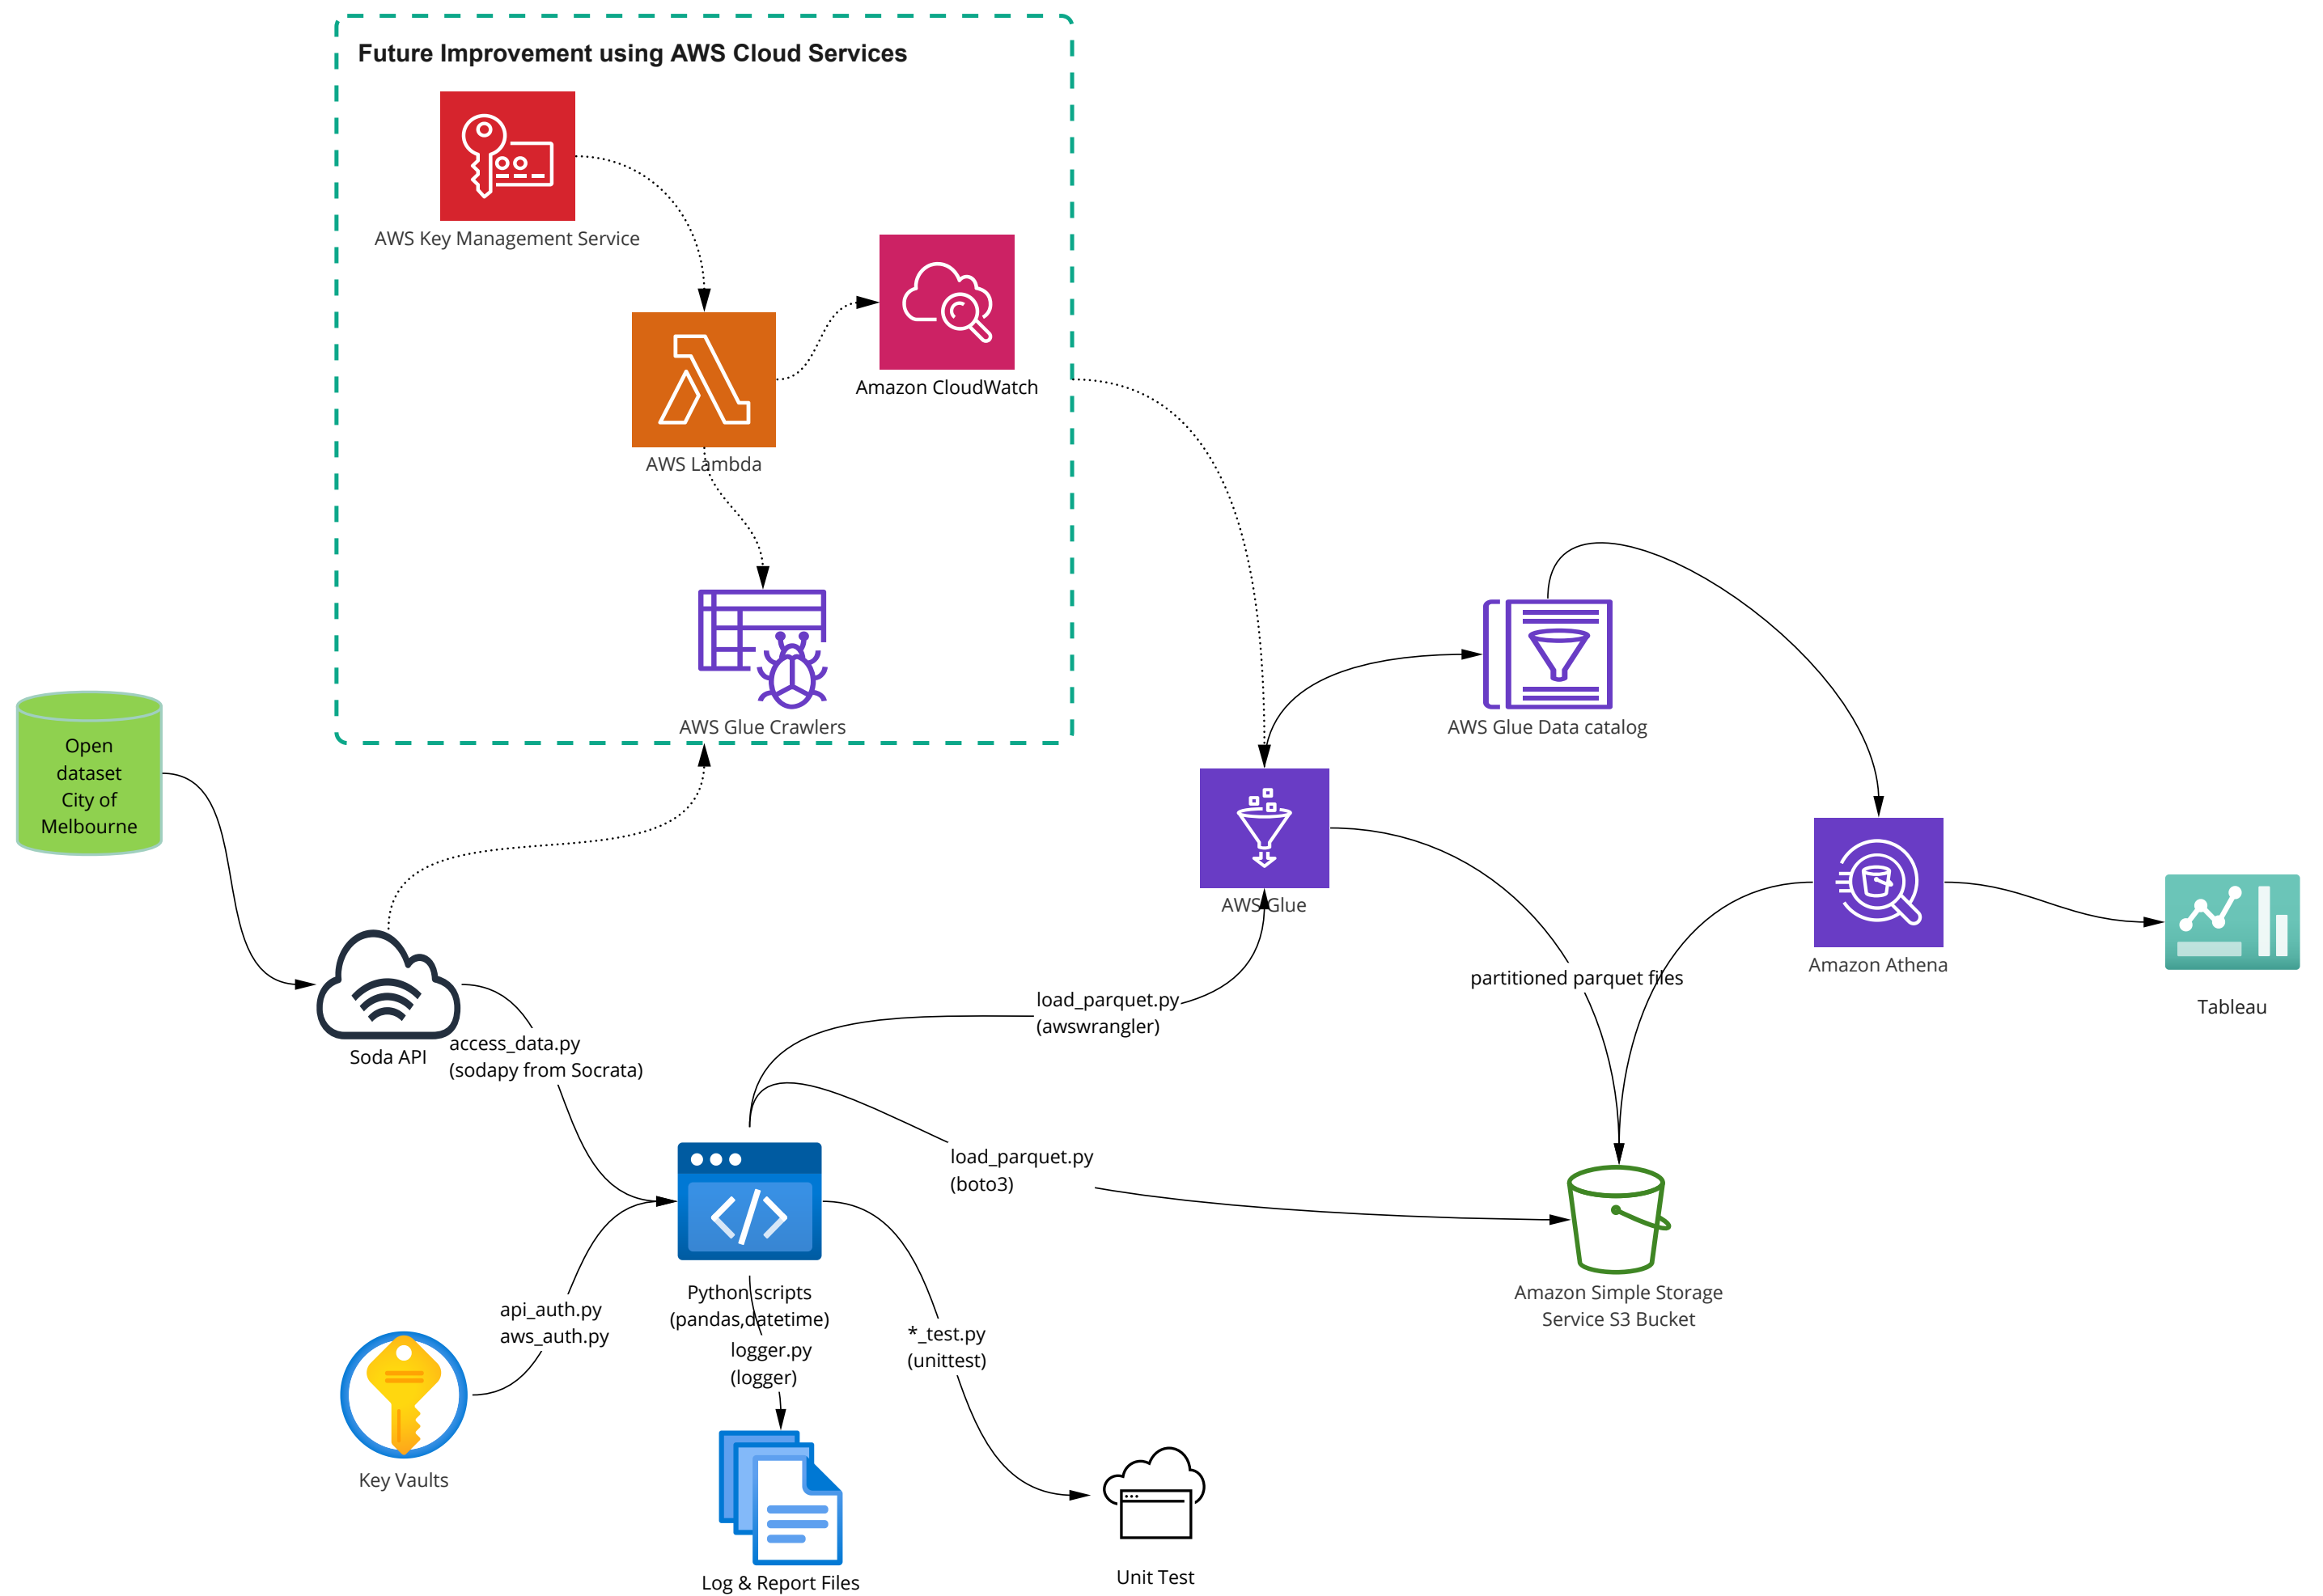 Future Improvement using AWS Cloud Services
AWS Key Management Service
Amazon CloudWatch
AWS Lambda
AWS Glue Crawlers
Open
dataset
City of
Melbourne
AWS Glue Data catalog
AWS Glue
partitioned parquet files
Amazon Athena
Tableau
load_parquet.py
(awswrangler)
Soda API
access_data.py
(sodapy from Socrata)
load_parquet.py
(boto3)
Python scripts
(pandas,datetime)
Amazon Simple Storage
Service S3 Bucket
api_auth.py
aws_auth.py
logger.py
(logger)
*_test.py
(unittest)
Key Vaults
Log & Report Files
Unit Test